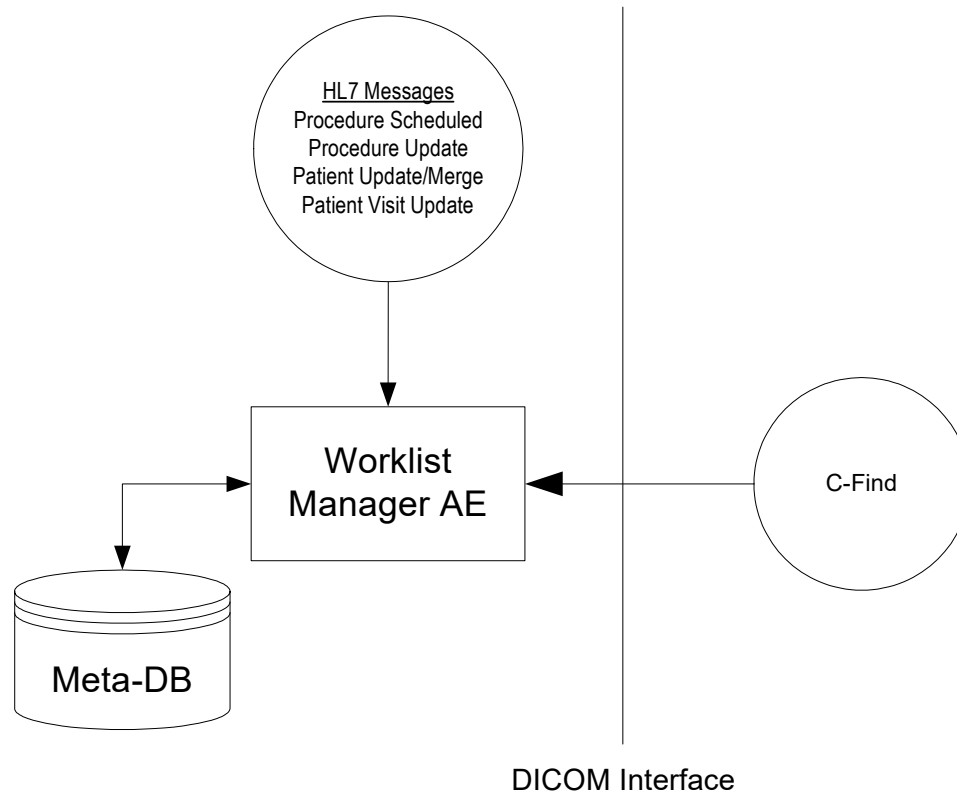 HL7 Messages
Procedure Scheduled
Procedure Update
Patient Update/Merge
Patient Visit Update
Worklist
Manager AE
C-Find
Meta-DB
DICOM Interface